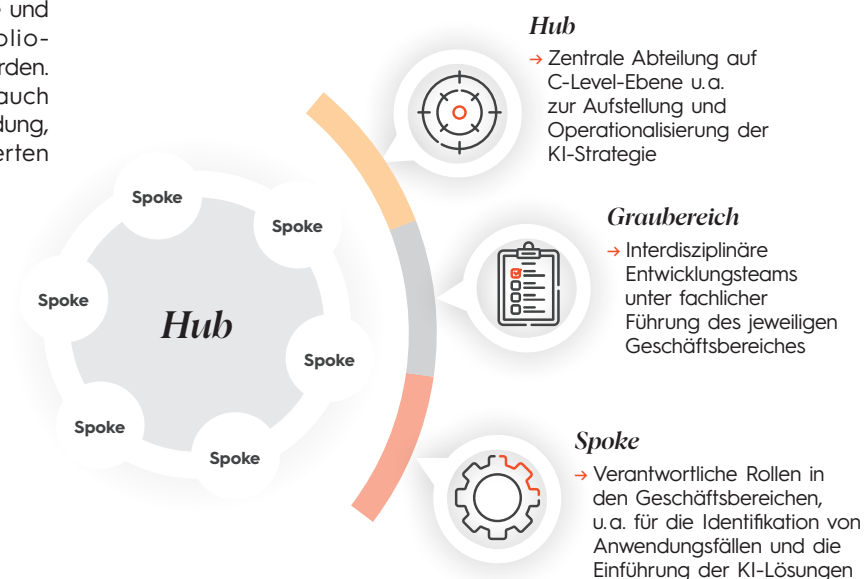 und
olio-
rden.
auch
dung,
erten
Spoke
Spoke
Spoke
Hub
Spoke
Spoke
Spoke
Hub
→ Zentrale Abteilung auf
C-Level-Ebene u. a.
zur Aufstellung und
Operationalisierung der
KI-Strategie
Graubereich
→ Interdisziplinäre
Entwicklungsteams
unter fachlicher
Führung des jeweiligen
Geschäftsbereiches
Spoke
→ Verantwortliche Rollen in
den Geschäftsbereichen,
u. a. für die Identifikation von
Anwendungsfällen und die
Einführung der KI-Lösungen